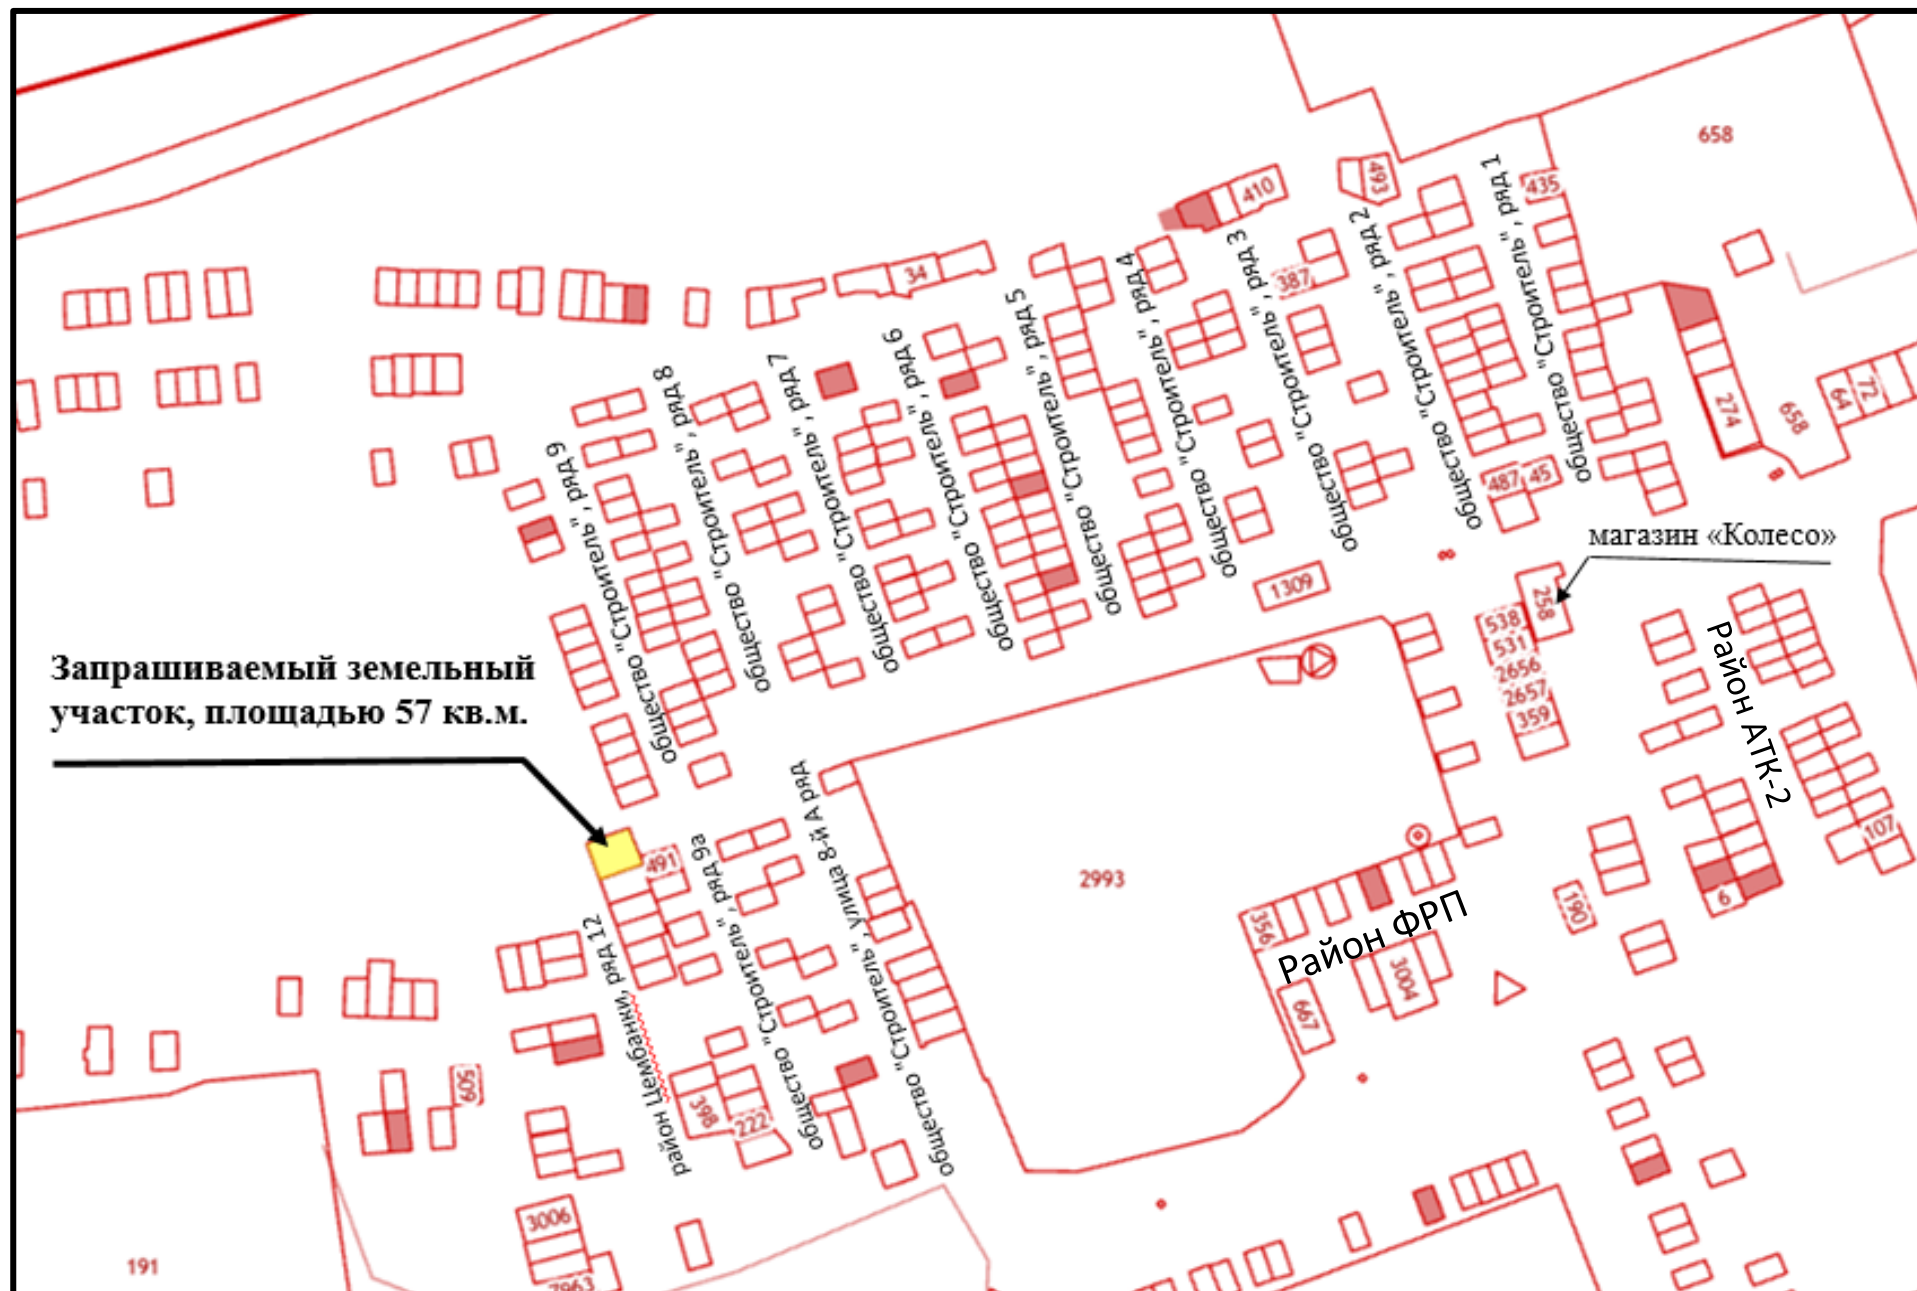 658
435
493
410
общество "Строитель", ряд 1
общество "Строитель", ряд 2
общество "Строитель", ряд 3
общество "Строитель", ряд 4
общество "Строитель", ряд 5
общество "Строитель", ряд 6
общество "Строитель", ряд 7
общество "Строитель", ряд 8
общество "Строитель", ряд 9
34
387
274
658
64
72
487
45
магазин «Колесо»
258
1309
538
531
2656
2657
359
Район АТК-2
Запрашиваемый земельный
участок, площадью 57 кв.м.
491
общество "Строитель", ряд 9а
общество "Строитель", улица 8-й А ряд
район Цембанки, ряд 12
2993
107
6
190
356
Район ФРП
3004
667
605
398
222
3006
7963
191